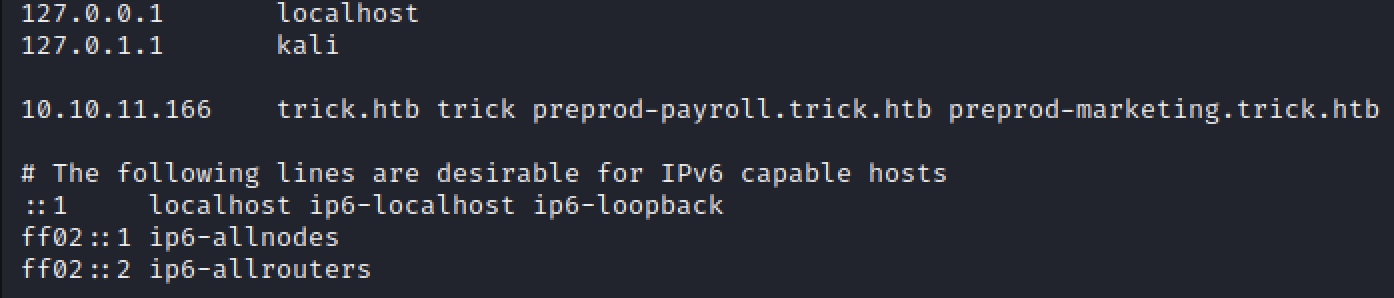 127.0.0.1 localhost
127.0.1.1 kali
10.10.11.166 trick.htb trick preprod-payroll.trick.htb preprod-marketing.trick.htb
# The following lines are desirable for IPv6 capable hosts
::1 localhost ip6-localhost ip6-loopback
ff02::1 ip6-allnodes
ff02::2 ip6-allrouters